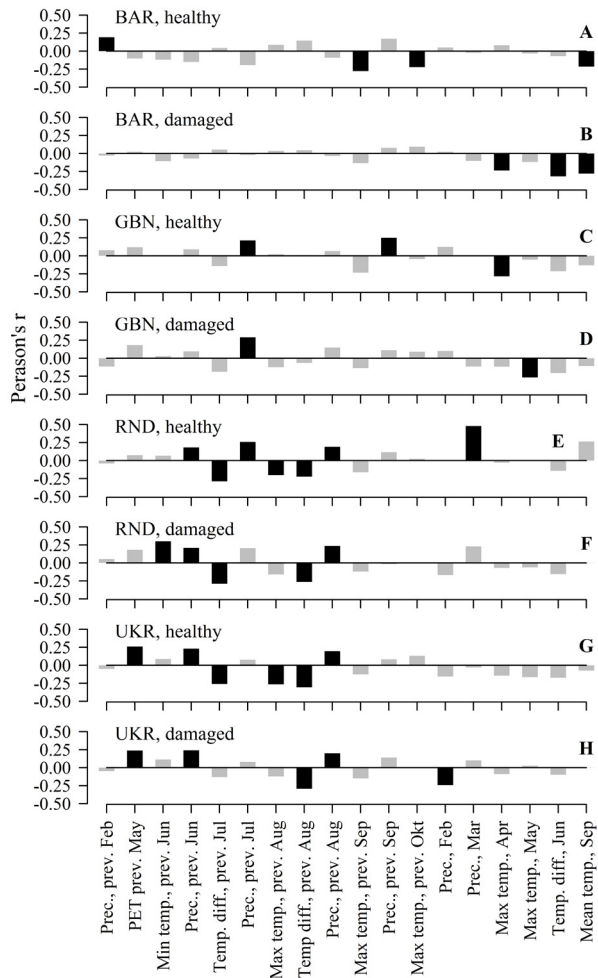 BAR, healthy
A
0.50
0.25
0.00
-0.25
-0.50
BAR, damaged
B
0.50
0.25
0.00
-0.25
-0.50
GBN, healthy
C
0.50
0.25
0.00
-0.25
-0.50
GBN, damaged
D
0.50
0.25
0.00
-0.25
-0.50
RND, healthy
E
0.50
0.25
0.00
-0.25
-0.50
RND, damaged
F
0.50
0.25
0.00
-0.25
-0.50
UKR, healthy
G
0.50
0.25
0.00
-0.25
-0.50
UKR, damaged
H
0.50
0.25
0.00
-0.25
-0.50
Perason's r
Prec., prev. Feb
PET prev. May
Min temp., prev. Jun
Prec., prev. Jun
Temp. diff., prev. Jul
Prec., prev. Jul
Max temp., prev. Aug
Temp diff., prev. Aug
Prec., prev. Aug
Max temp., prev. Sep
Prec., prev. Sep
Max temp., prev. Okt
Prec., Feb
Prec., Mar
Max temp., Apr
Max temp., May
Temp. diff., Jun
Mean temp., Sep